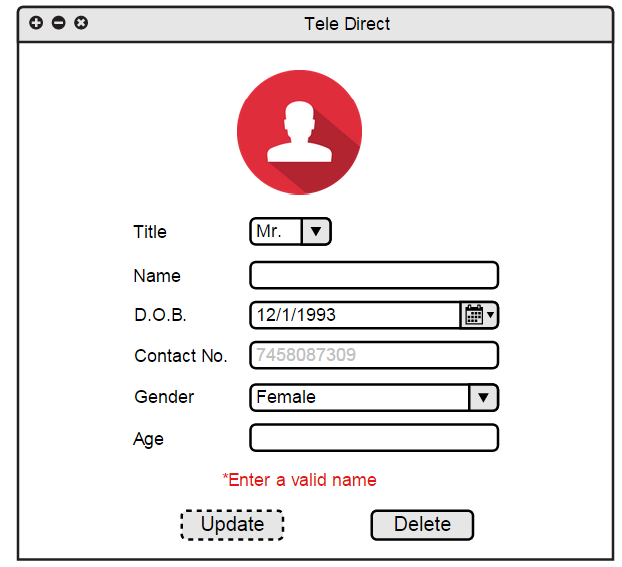 Tele Direct
Title Mr.
Name
D.O.B. 12/1/1993
Contact No. 7458087309
Gender Female
Age
*Enter a valid name
Update Delete